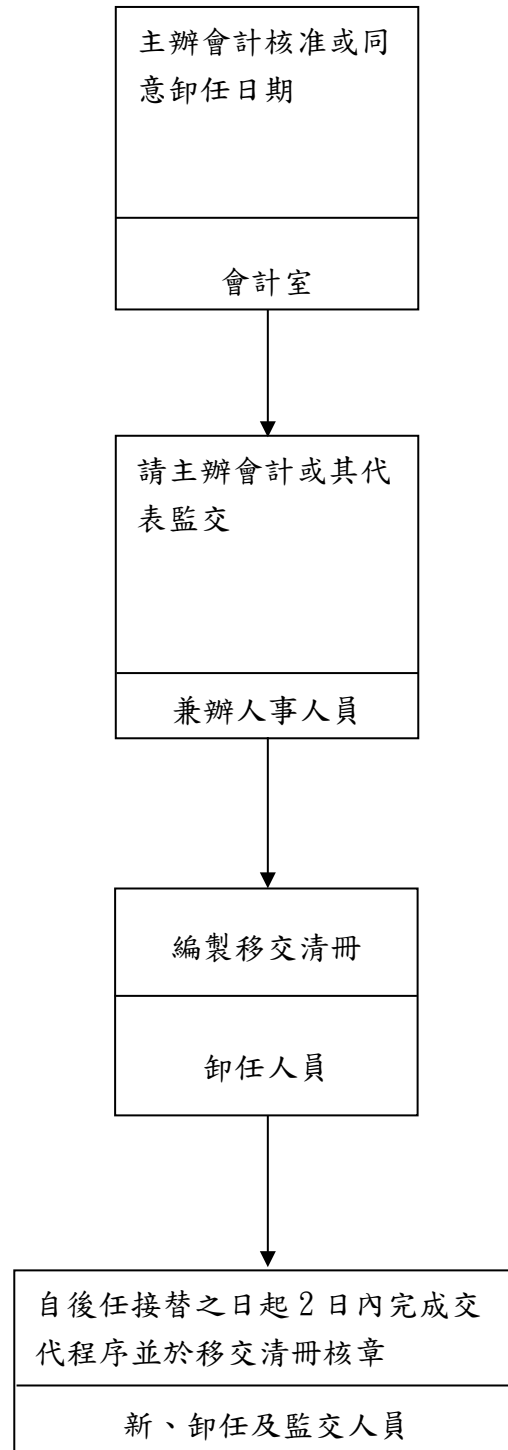 主辦會計核准或同
意卸任日期
會計室
請主辦會計或其代
表監交
兼辦人事人員
編製移交清冊
卸任人員
自後任接替之日起 2 日內完成交
代程序並於移交清冊核章
新、卸任及監交人員